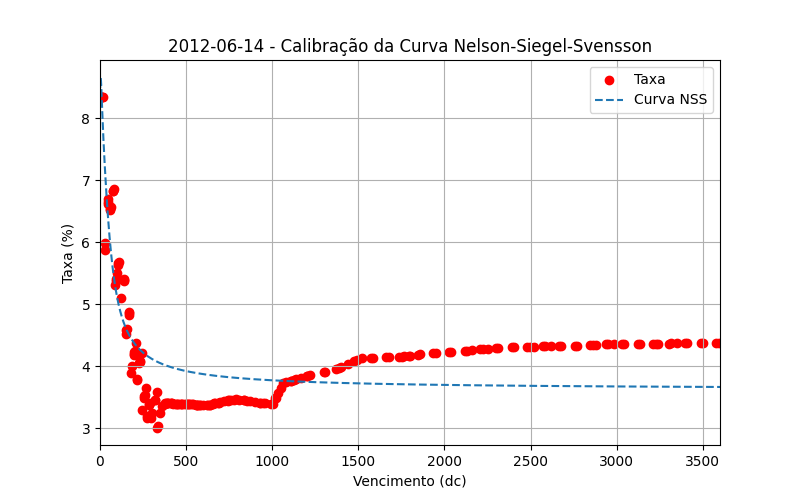 2012-06-14 - Calibração da Curva Nelson-Siegel-Svensson
Taxa
Curva NSS
Taxa (%)
8
7
6
5
4
3
0 500 1000 1500 2000 2500 3000 3500
Vencimento (dc)